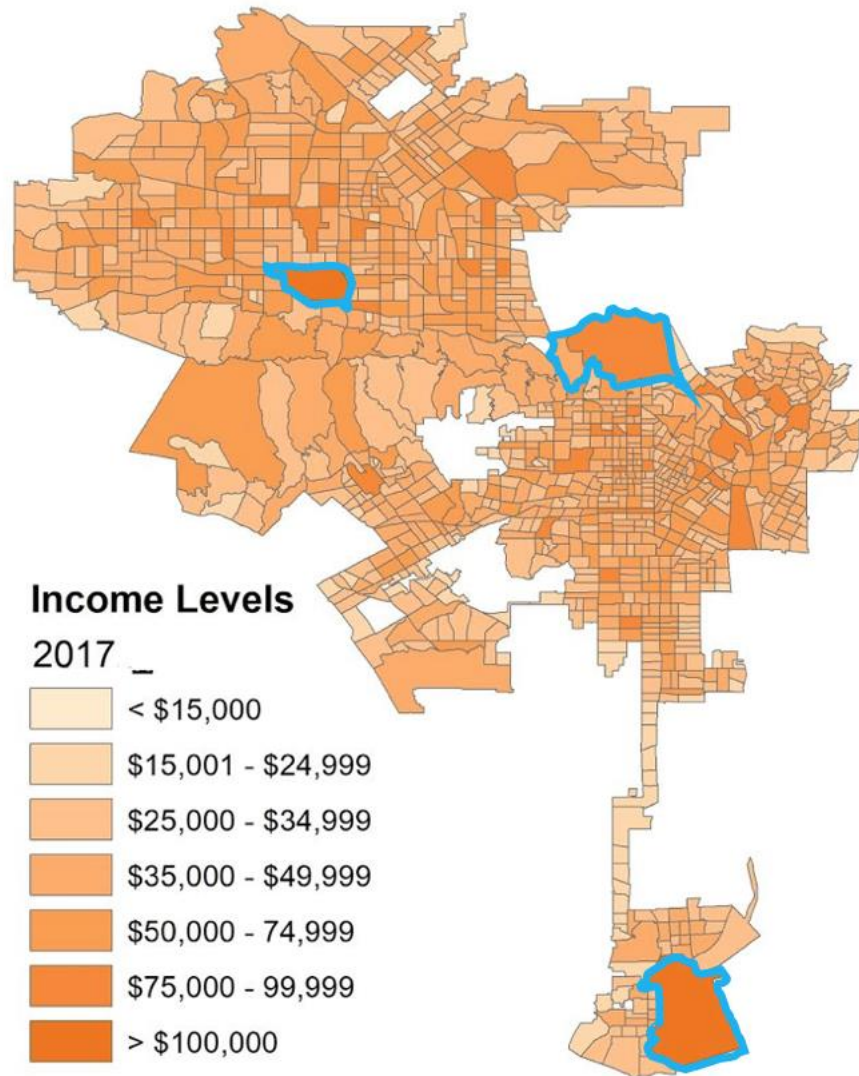 Income Levels
2017 _
< $15,000
$15,001 - $24,999
$25,000 - $34,999
$35,000 - $49,999
$50,000 - 74,999
$75,000 - 99,999
> $100,000